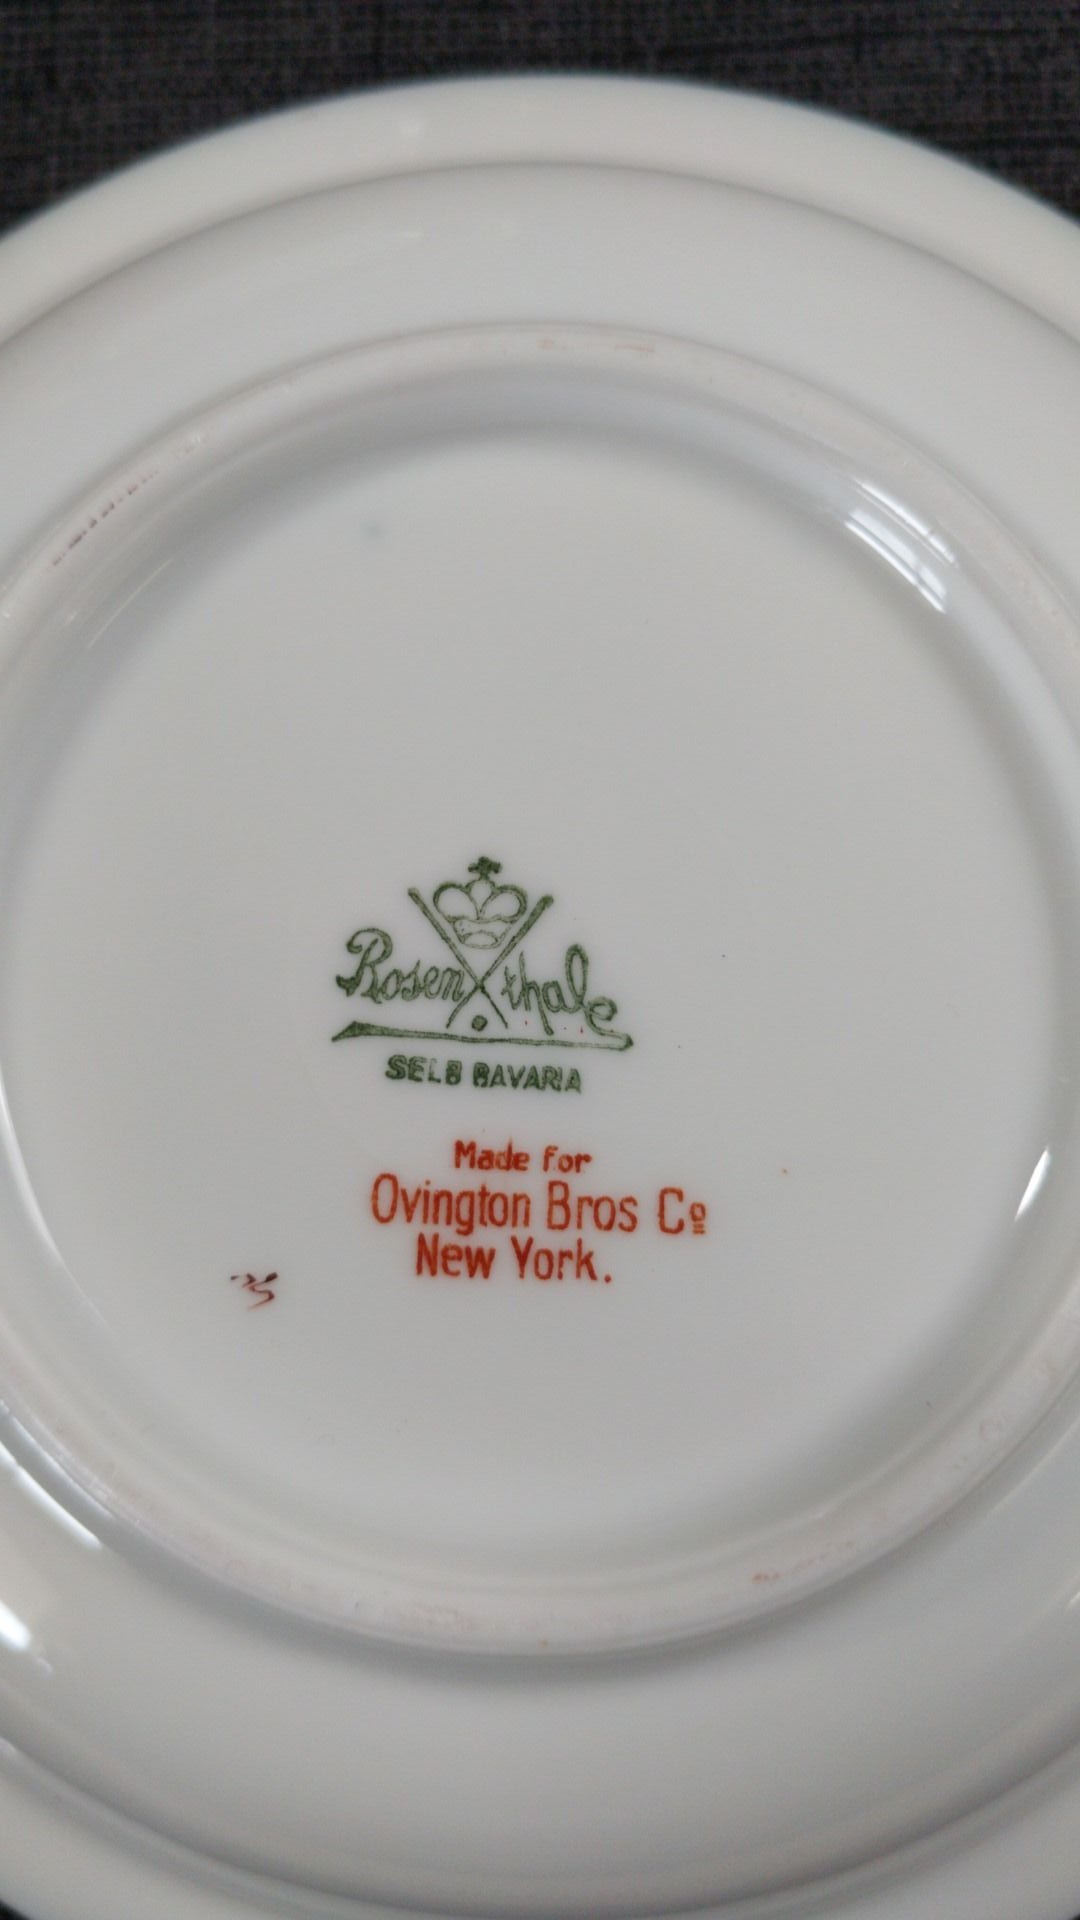 Rosenthal
SELB BAVARIA
Made for
Ovington Bros Co
New York.